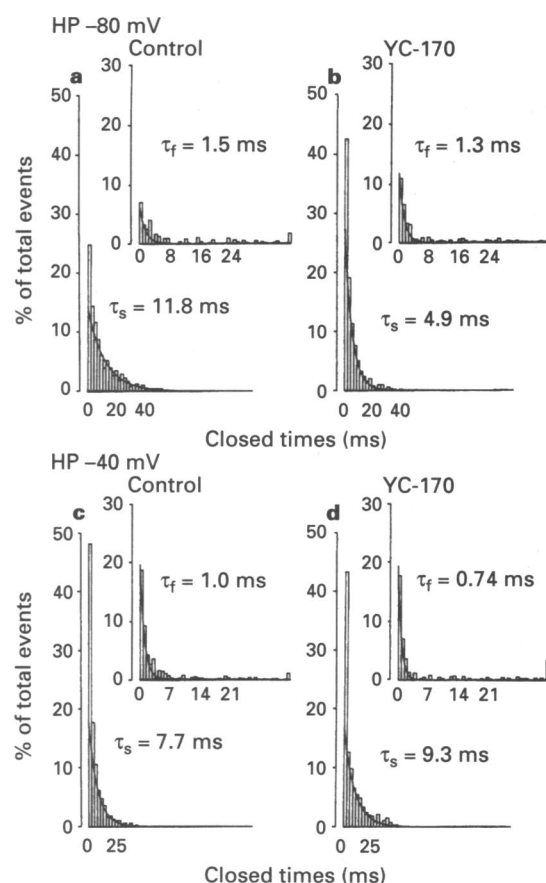 HP –80 mV
Control
YC-170
a
30
20
10
0
0 8 16 24
τf = 1.5 ms
50
40
30
20
10
0
0 20 40
τs = 11.8 ms
b
30
20
10
0
0 8 16 24
τf = 1.3 ms
50
40
30
20
10
0
0 20 40
τs = 4.9 ms
% of total events
Closed times (ms)
HP –40 mV
Control
YC-170
c
30
20
10
0
0 7 14 21
τf = 1.0 ms
50
40
30
20
10
0
0 25
τs = 7.7 ms
d
30
20
10
0
0 7 14 21
τf = 0.74 ms
50
40
30
20
10
0
0 25
τs = 9.3 ms
% of total events
Closed times (ms)